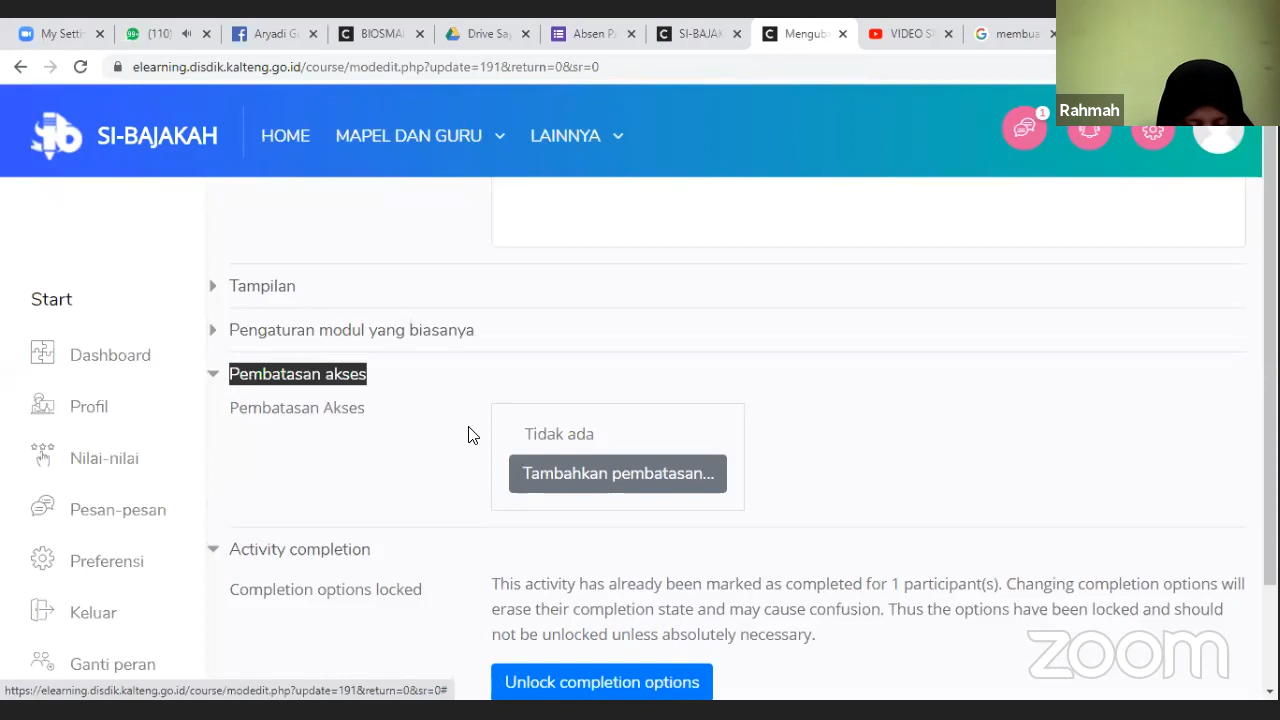 My Setti
(110)
Aryadi G
BIOSMA
Drive Sa
Absen P
SI-BAJAK
Menguba
VIDEO S
membua
elearning.disdik.kalteng.go.id/course/modedit.php?update=191&return=0&sr=0
Rahmah
SI-BAJAKAH
HOME
MAPEL DAN GURU
LAINNYA
1
Start
Dashboard
Profil
Nilai-nilai
Pesan-pesan
Preferensi
Keluar
Ganti peran
Tampilan
Pengaturan modul yang biasanya
Pembatasan akses
Pembatasan Akses
Tidak ada
Tambahkan pembatasan...
Activity completion
Completion options locked
This activity has already been marked as completed for 1 participant(s). Changing completion options will
erase their completion state and may cause confusion. Thus the options have been locked and should
not be unlocked unless absolutely necessary.
Unlock completion options
zoom
https://elearning.disdik.kalteng.go.id/course/modedit.php?update=191&return=0&sr=0#